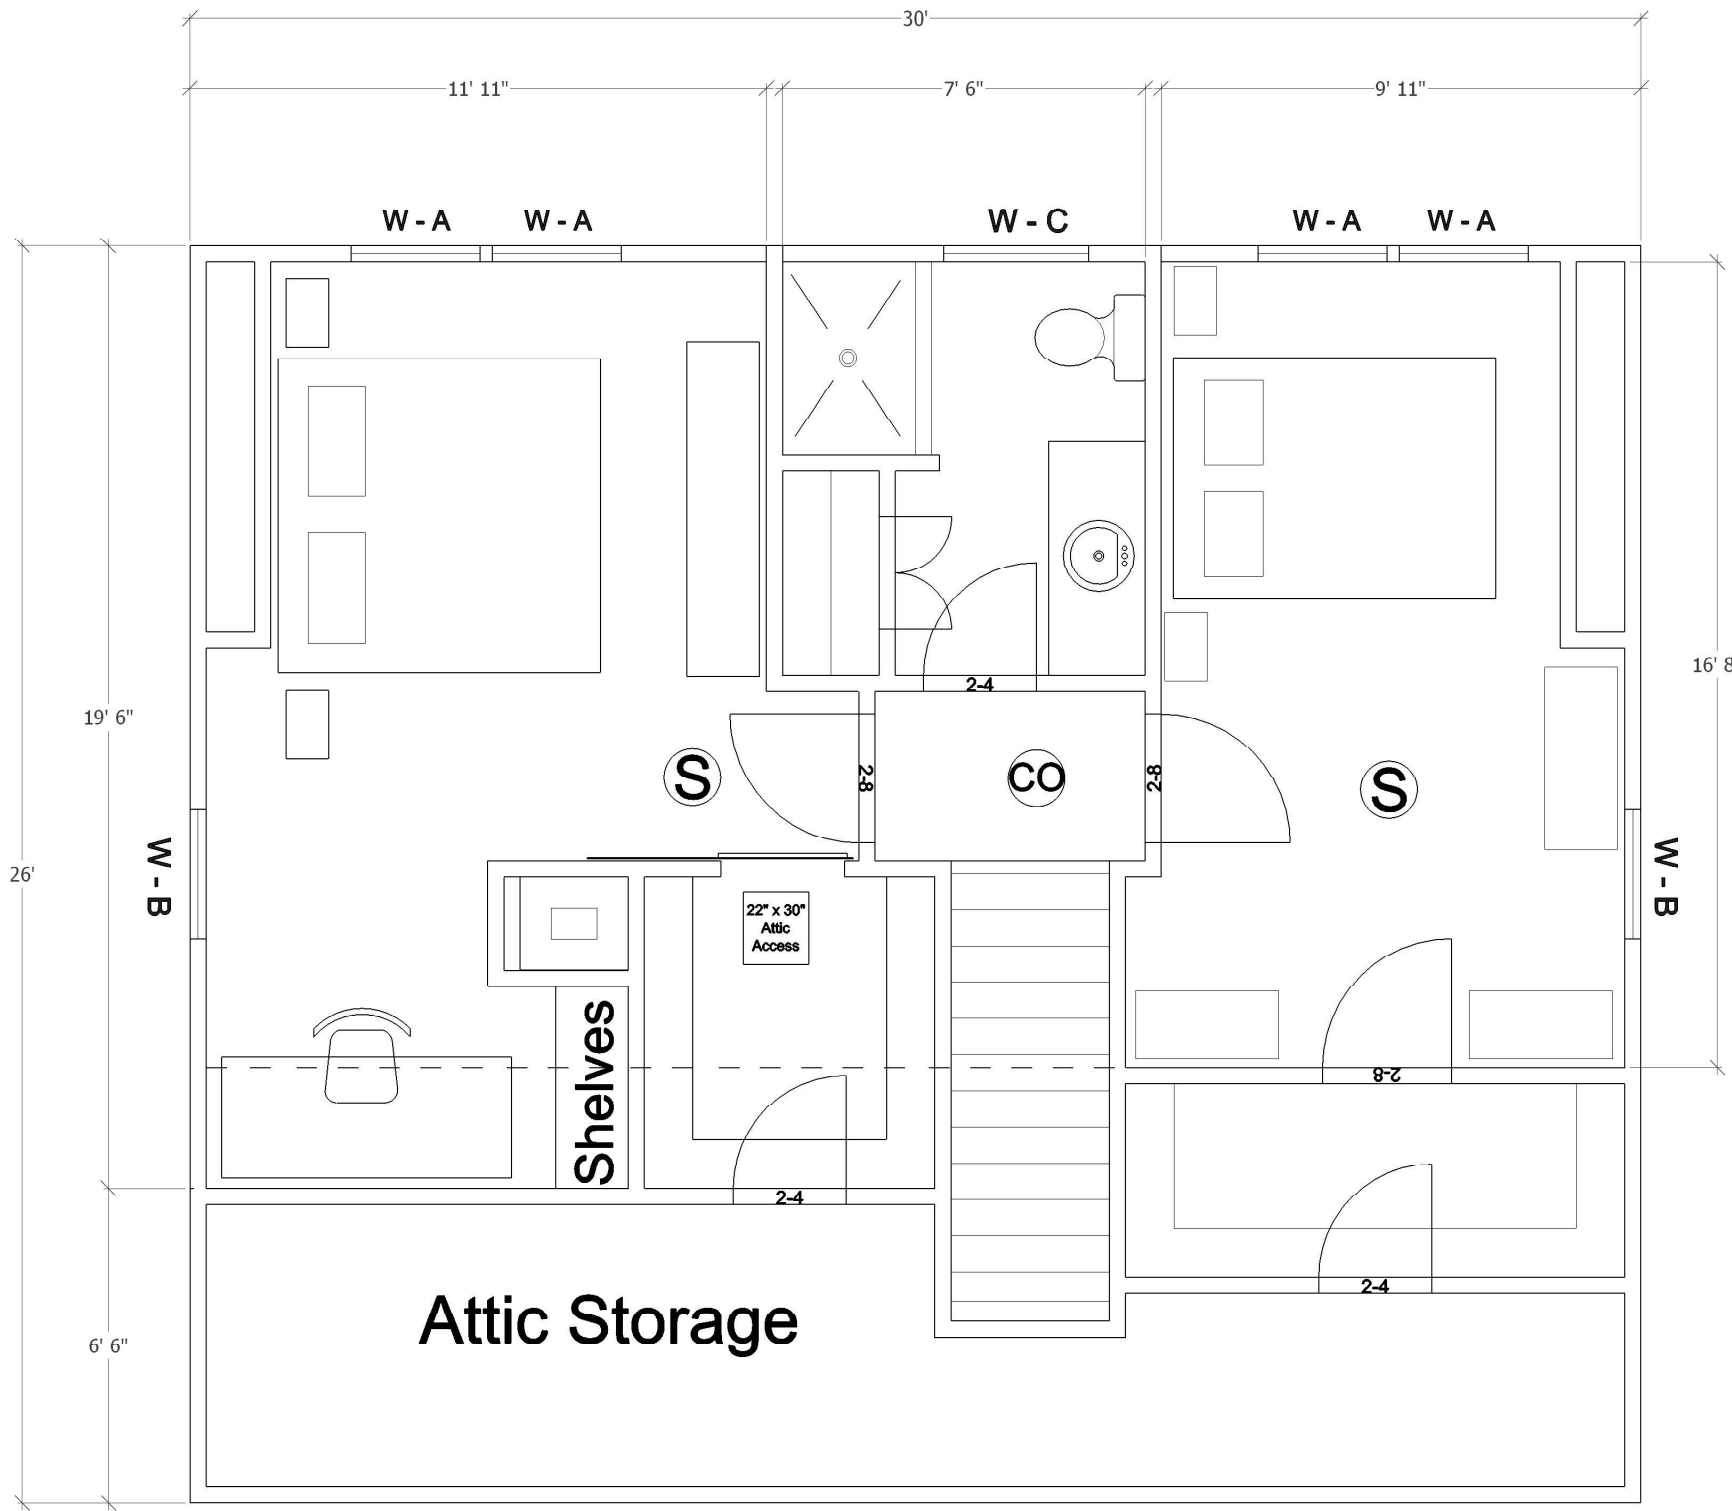 30'
11' 11"
7' 6"
9' 11"
W - A
W - A
W - C
W - A
W - A
2-4
16' 8
19' 6"
S
2-8
CO
2-8
S
W - B
W - B
26'
22" x 30"
Attic
Access
Shelves
2-8
2-4
2-4
Attic Storage
6' 6"